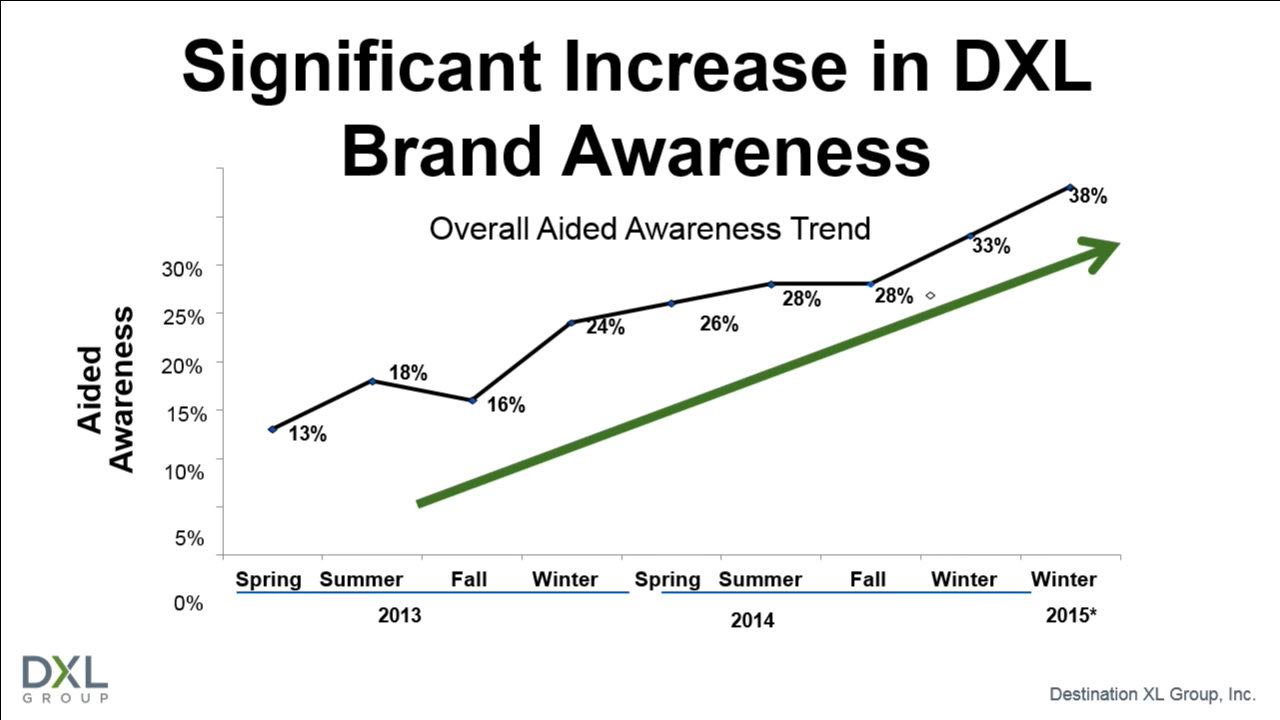 Significant Increase in DXL
Brand Awareness
Overall Aided Awareness Trend
Aided
Awareness
30%
25%
20%
15%
10%
5%
0%
13%
18%
16%
24%
26%
28%
28%
33%
38%
Spring Summer Fall Winter Spring Summer Fall Winter Winter
2013 2014 2015*
DXL
GROUP
Destination XL Group, Inc.